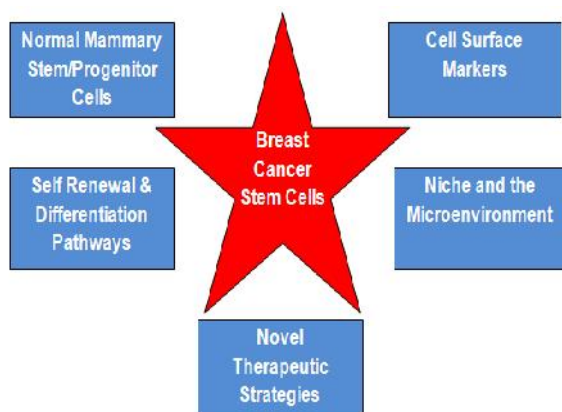 Normal Mammary
Stem/Progenitor
Cells
Cell Surface
Markers
Breast
Cancer
Stem Cells
Self Renewal &
Differentiation
Pathways
Niche and the
Microenvironment
Novel
Therapeutic
Strategies